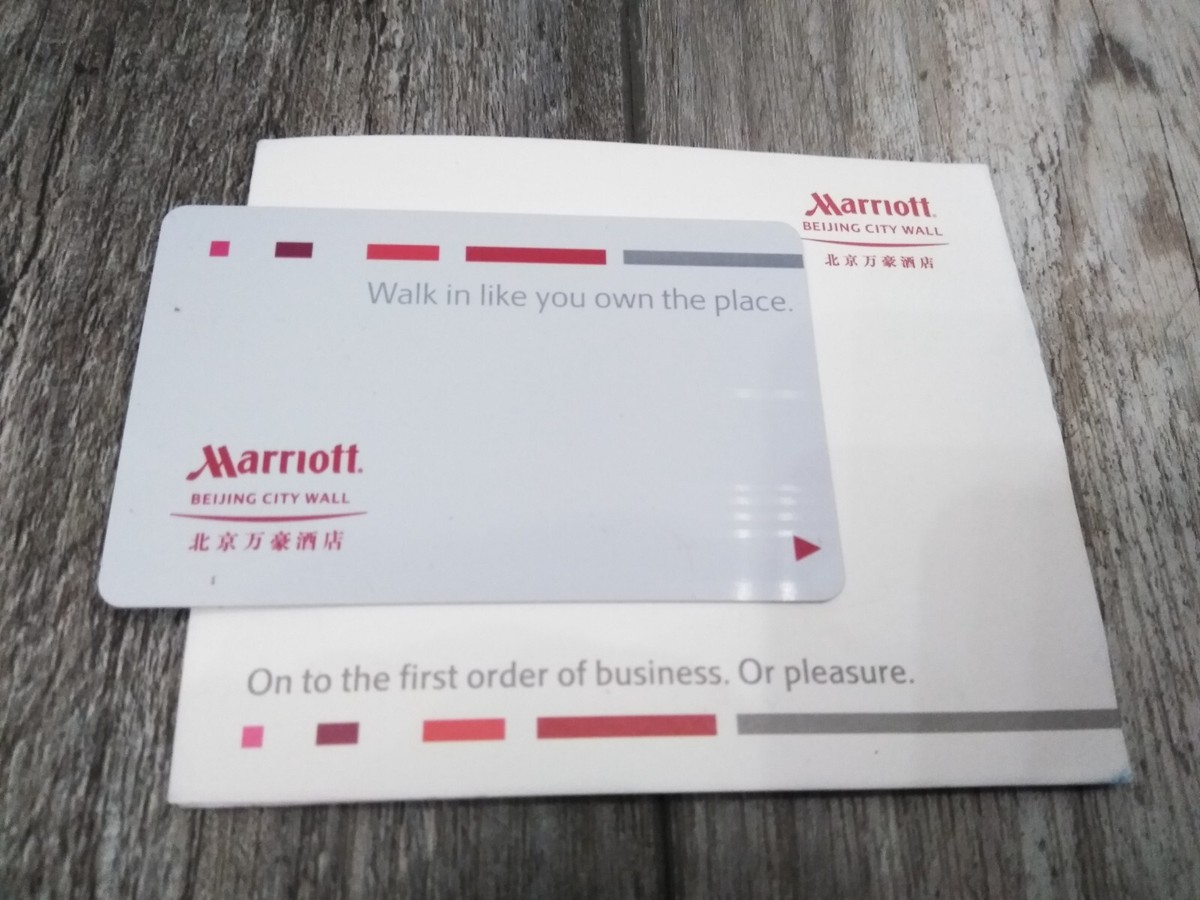 Marriott.
BEIJING CITY WALL
北京万豪酒店
Walk in like you own the place.
Marriott.
BEIJING CITY WALL
北京万豪酒店
On to the first order of business. Or pleasure.